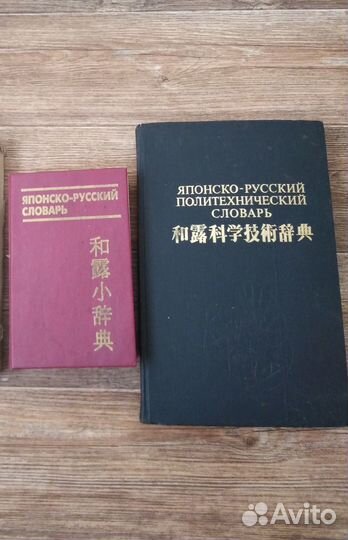 ЯПОНСКО-РУССКИЙ
СЛОВАРЬ
和露小辞典
ЯПОНСКО-РУССКИЙ
ПОЛИТЕХНИЧЕСКИЙ
СЛОВАРЬ
和露科学技術辞典
Avito